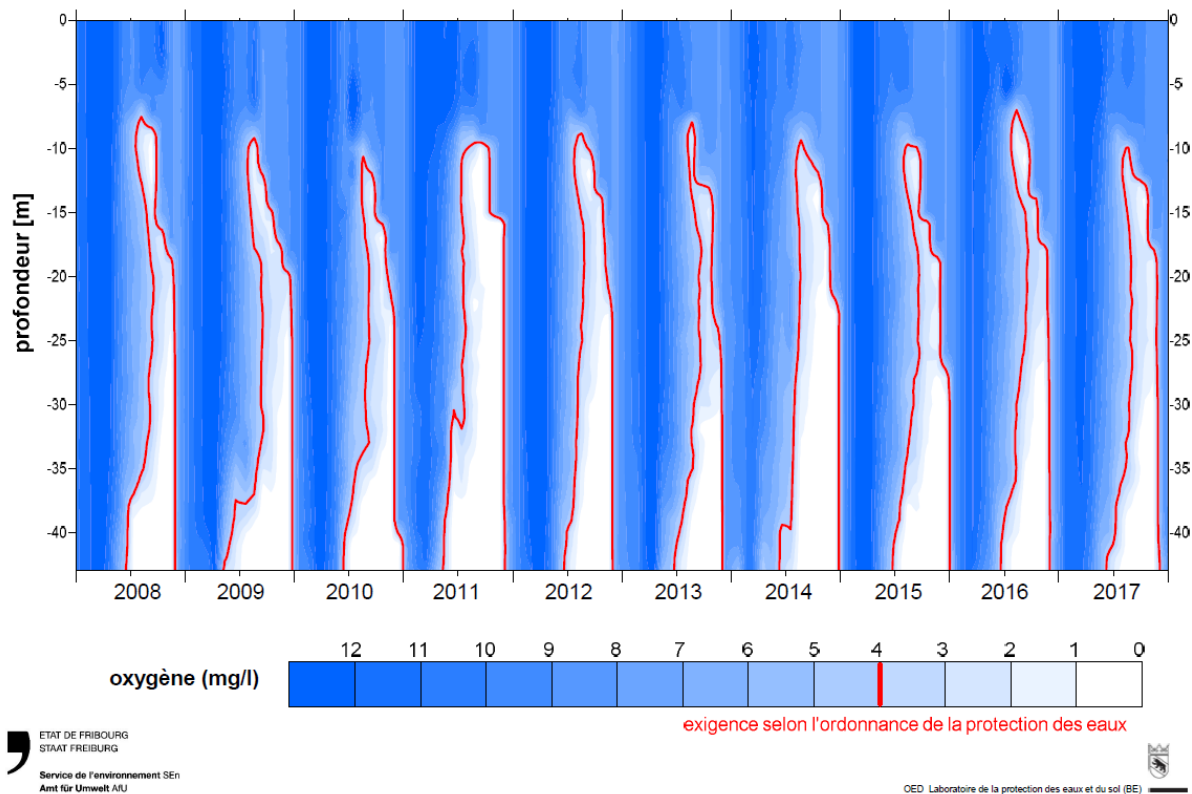 -0
-5
-10
-15
-20
-25
-30
-35
-40
profondeur [m]
0
-5
-10
-15
-20
-25
-30
-35
-40
2008 2009 2010 2011 2012 2013 2014 2015 2016 2017
12 11 10 9 8 7 6 5 4 3 2 1 0
oxygène (mg/l)
exigence selon l'ordonnance de la protection des eaux
ETAT DE FRIBOURG
STAAT FREIBURG
Service de l'environnement SEn
Amt für Umwelt AfU
OED Laboratoire de la protection des eaux et du sol (BE)